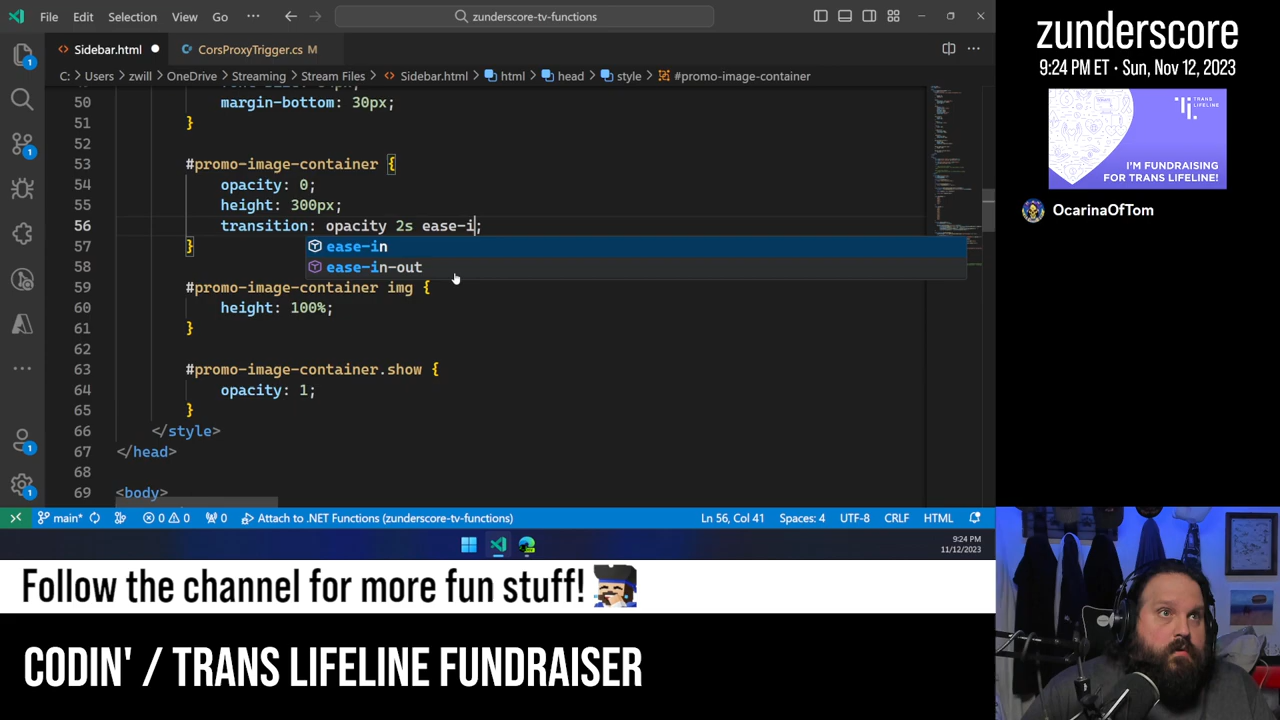 File Edit Selection View Go ··· zunderscore-tv-functions
Sidebar.html CorsProxyTrigger.cs M
C: > Users > zwill > OneDrive > Streaming > Stream Files > Sidebar.html > html > head > style > #promo-image-container
50 margin-bottom: 30px;
51 }
52
53 #promo-image-container {
54 opacity: 0;
55 height: 300px;
56 transition: opacity 2s ease-i;
57 }
ease-in
58
ease-in-out
59 #promo-image-container img {
60 height: 100%;
61 }
62
63 #promo-image-container.show {
64 opacity: 1;
65 }
66 </style>
67 </head>
68
69 <body>
main* 0 0 0 Attach to .NET Functions (zunderscore-tv-functions) Ln 56, Col 41 Spaces: 4 UTF-8 CRLF HTML
9:24 PM
11/12/2023
zunderscore
9:24 PM ET • Sun, Nov 12, 2023
TRANS
LIFELINE
I'M FUNDRAISING
FOR TRANS LIFELINE!
OcarinaOfTom
Follow the channel for more fun stuff!
CODIN' / TRANS LIFELINE FUNDRAISER